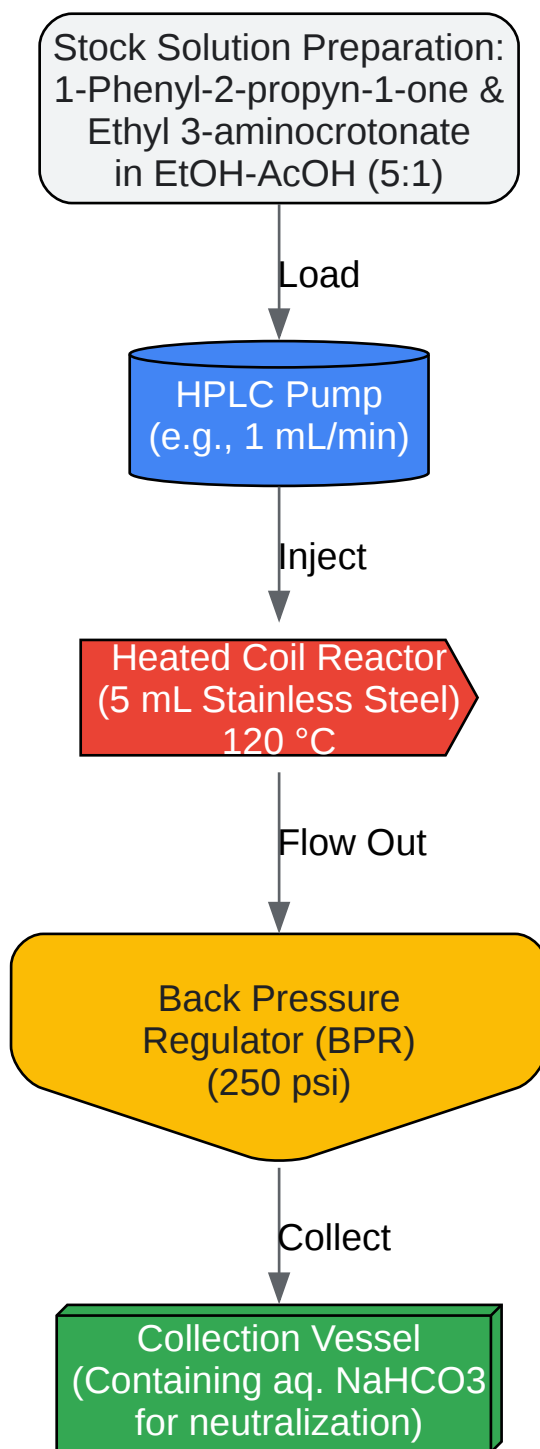 Stock Solution Preparation:
1-Phenyl-2-propyn-1-one &
Ethyl 3-aminocrotonate
in EtOH-AcOH (5:1)
Load
HPLC Pump
(e.g., 1 mL/min)
Inject
Heated Coil Reactor
(5 mL Stainless Steel)
120 °C
Flow Out
Back Pressure
Regulator (BPR)
(250 psi)
Collect
Collection Vessel
(Containing aq. NaHCO3
for neutralization)